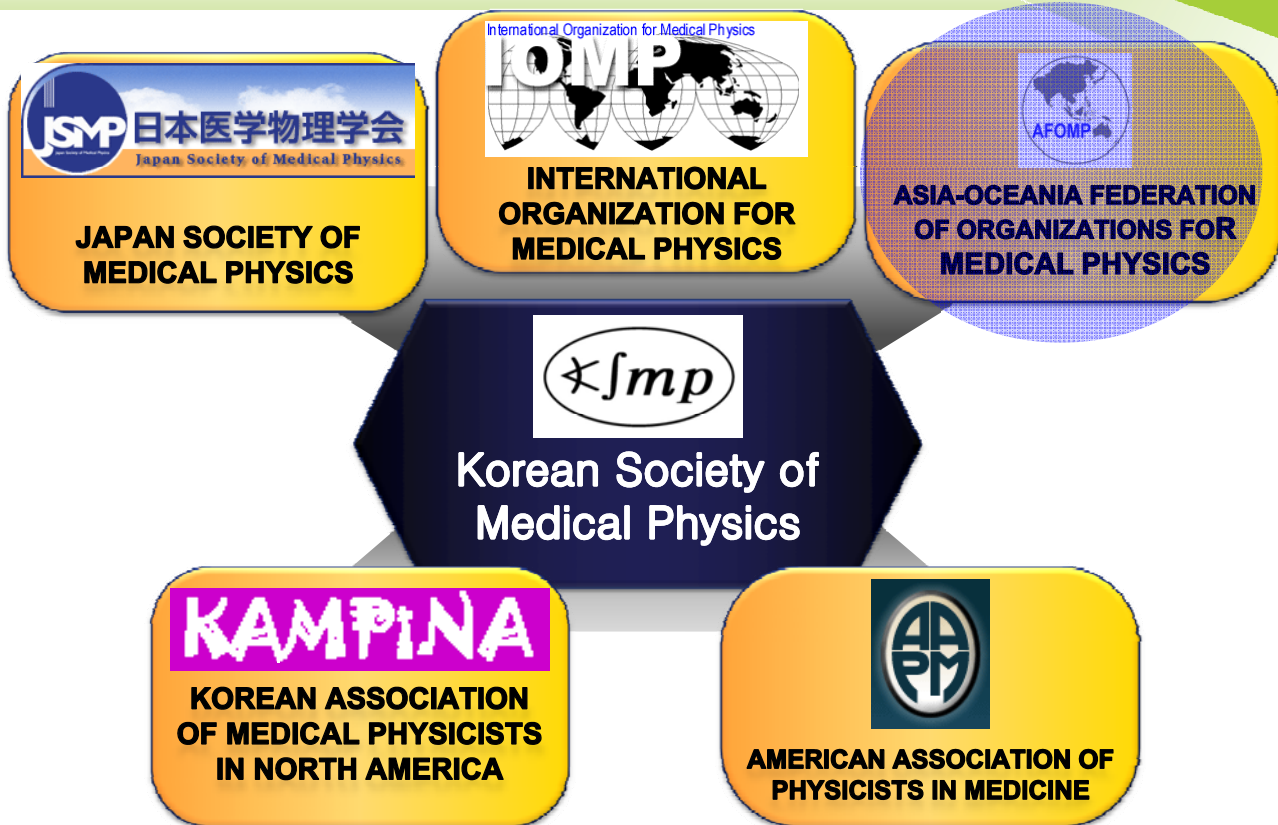 JSMP 日本医学物理学会
Japan Society of Medical Physics
JAPAN SOCIETY OF
MEDICAL PHYSICS
International Organization for Medical Physics
IOMP
INTERNATIONAL
ORGANIZATION FOR
MEDICAL PHYSICS
AFOMP
ASIA-OCEANIA FEDERATION
OF ORGANIZATIONS FOR
MEDICAL PHYSICS
K∫mp
Korean Society of
Medical Physics
KAMPiNA
KOREAN ASSOCIATION
OF MEDICAL PHYSICISTS
IN NORTH AMERICA
AAPM
AMERICAN ASSOCIATION OF
PHYSICISTS IN MEDICINE